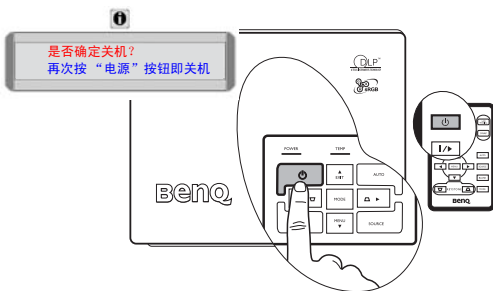 是否确定关机？
再次按“电源”按钮即关机
DLP
sRGB
POWER
TEMP
EXIT
AUTO
MODE
MENU
SOURCE
BenQ
BenQ